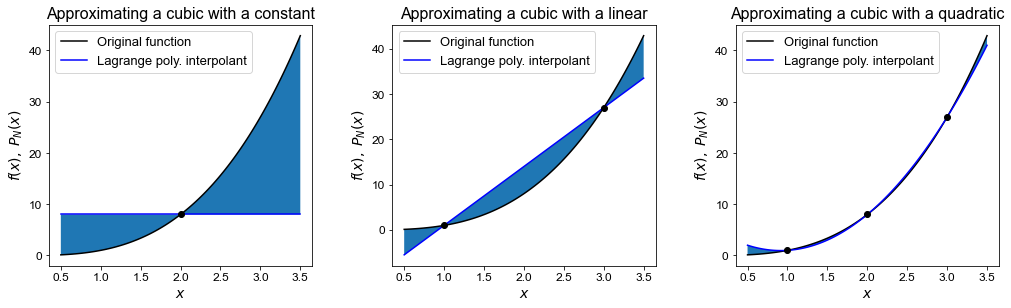 Approximating a cubic with a constant
Original function
Lagrange poly. interpolant
40
30
20
10
0
f(x), P_N(x)
0.5 1.0 1.5 2.0 2.5 3.0 3.5
x
Approximating a cubic with a linear
Original function
Lagrange poly. interpolant
40
30
20
10
0
f(x), P_N(x)
0.5 1.0 1.5 2.0 2.5 3.0 3.5
x
Approximating a cubic with a quadratic
Original function
Lagrange poly. interpolant
40
30
20
10
0
f(x), P_N(x)
0.5 1.0 1.5 2.0 2.5 3.0 3.5
x